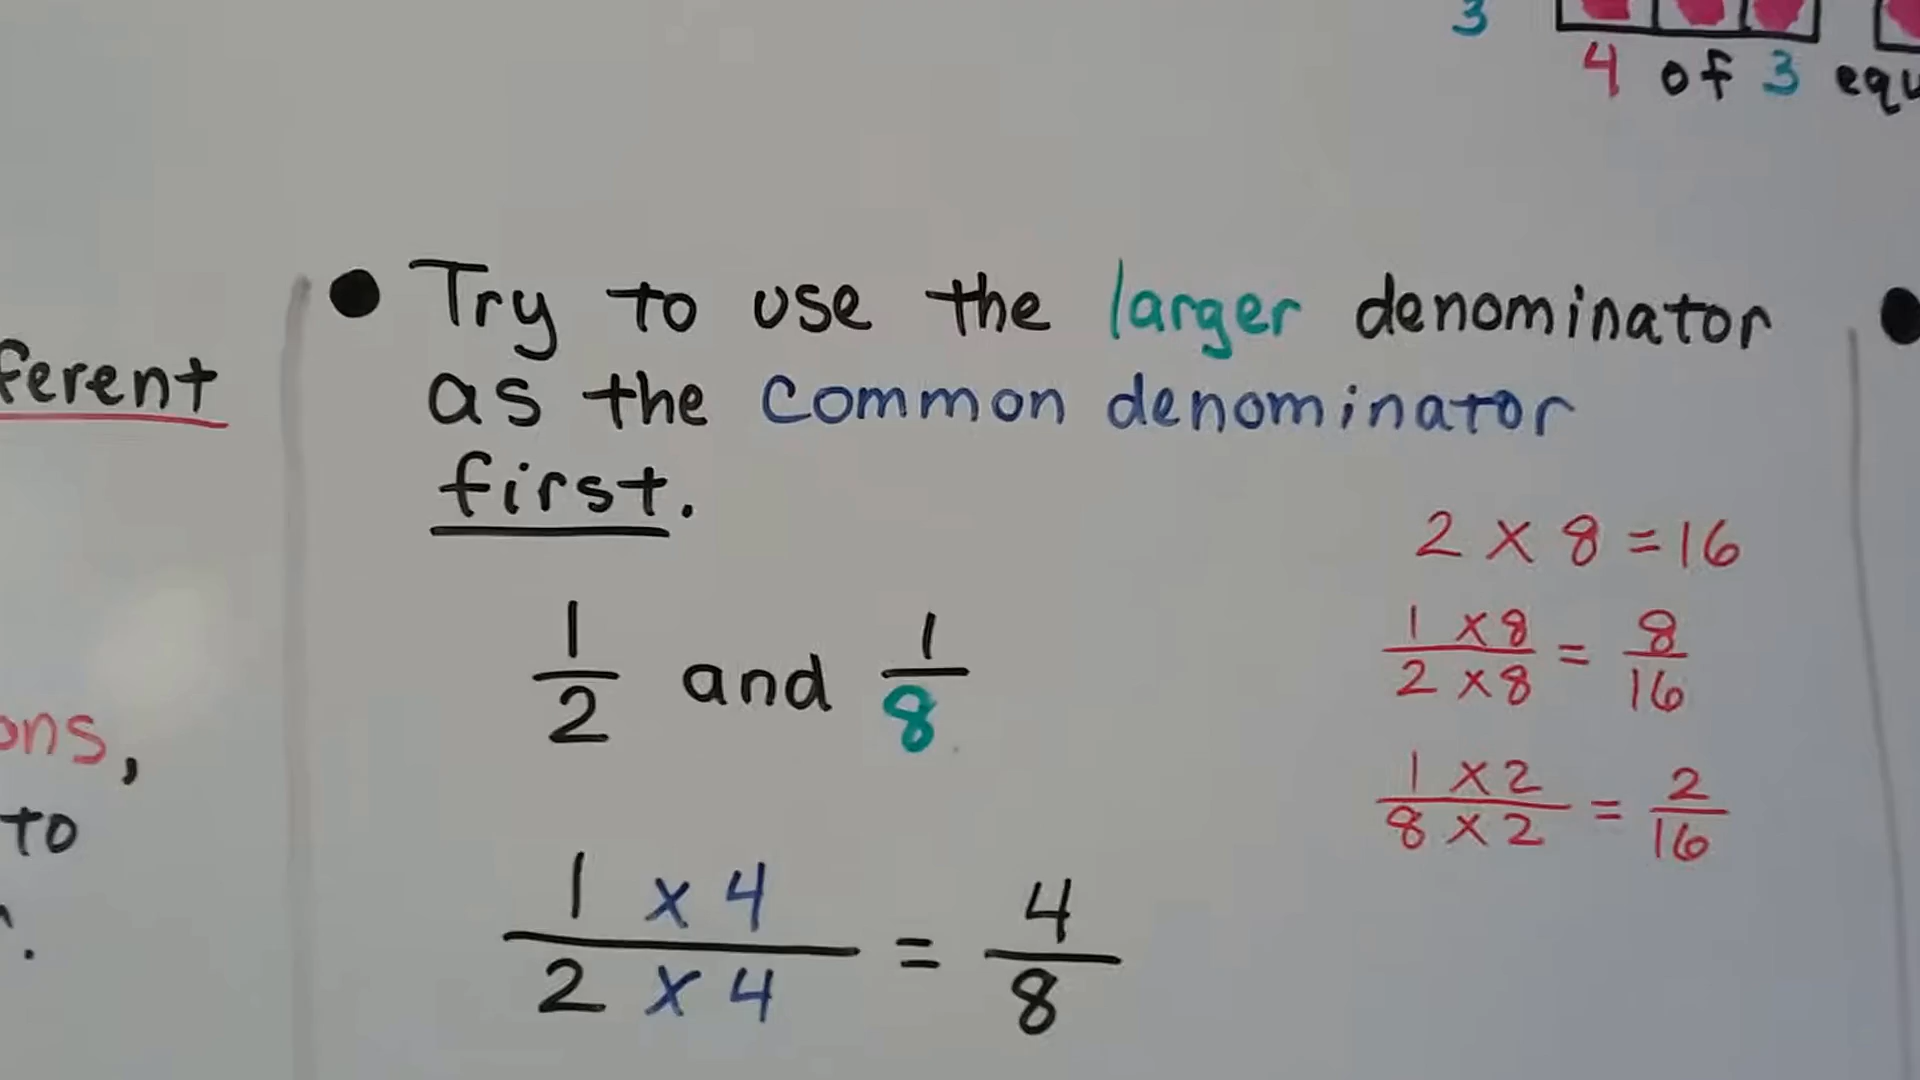 3
4 of 3
● Try to use the larger denominator
as the common denominator
first.
1/2 and 1/8
1 x 4 / 2 x 4 = 4/8
2 x 8 = 16
1 x 8 / 2 x 8 = 8/16
1 x 2 / 8 x 2 = 2/16
to